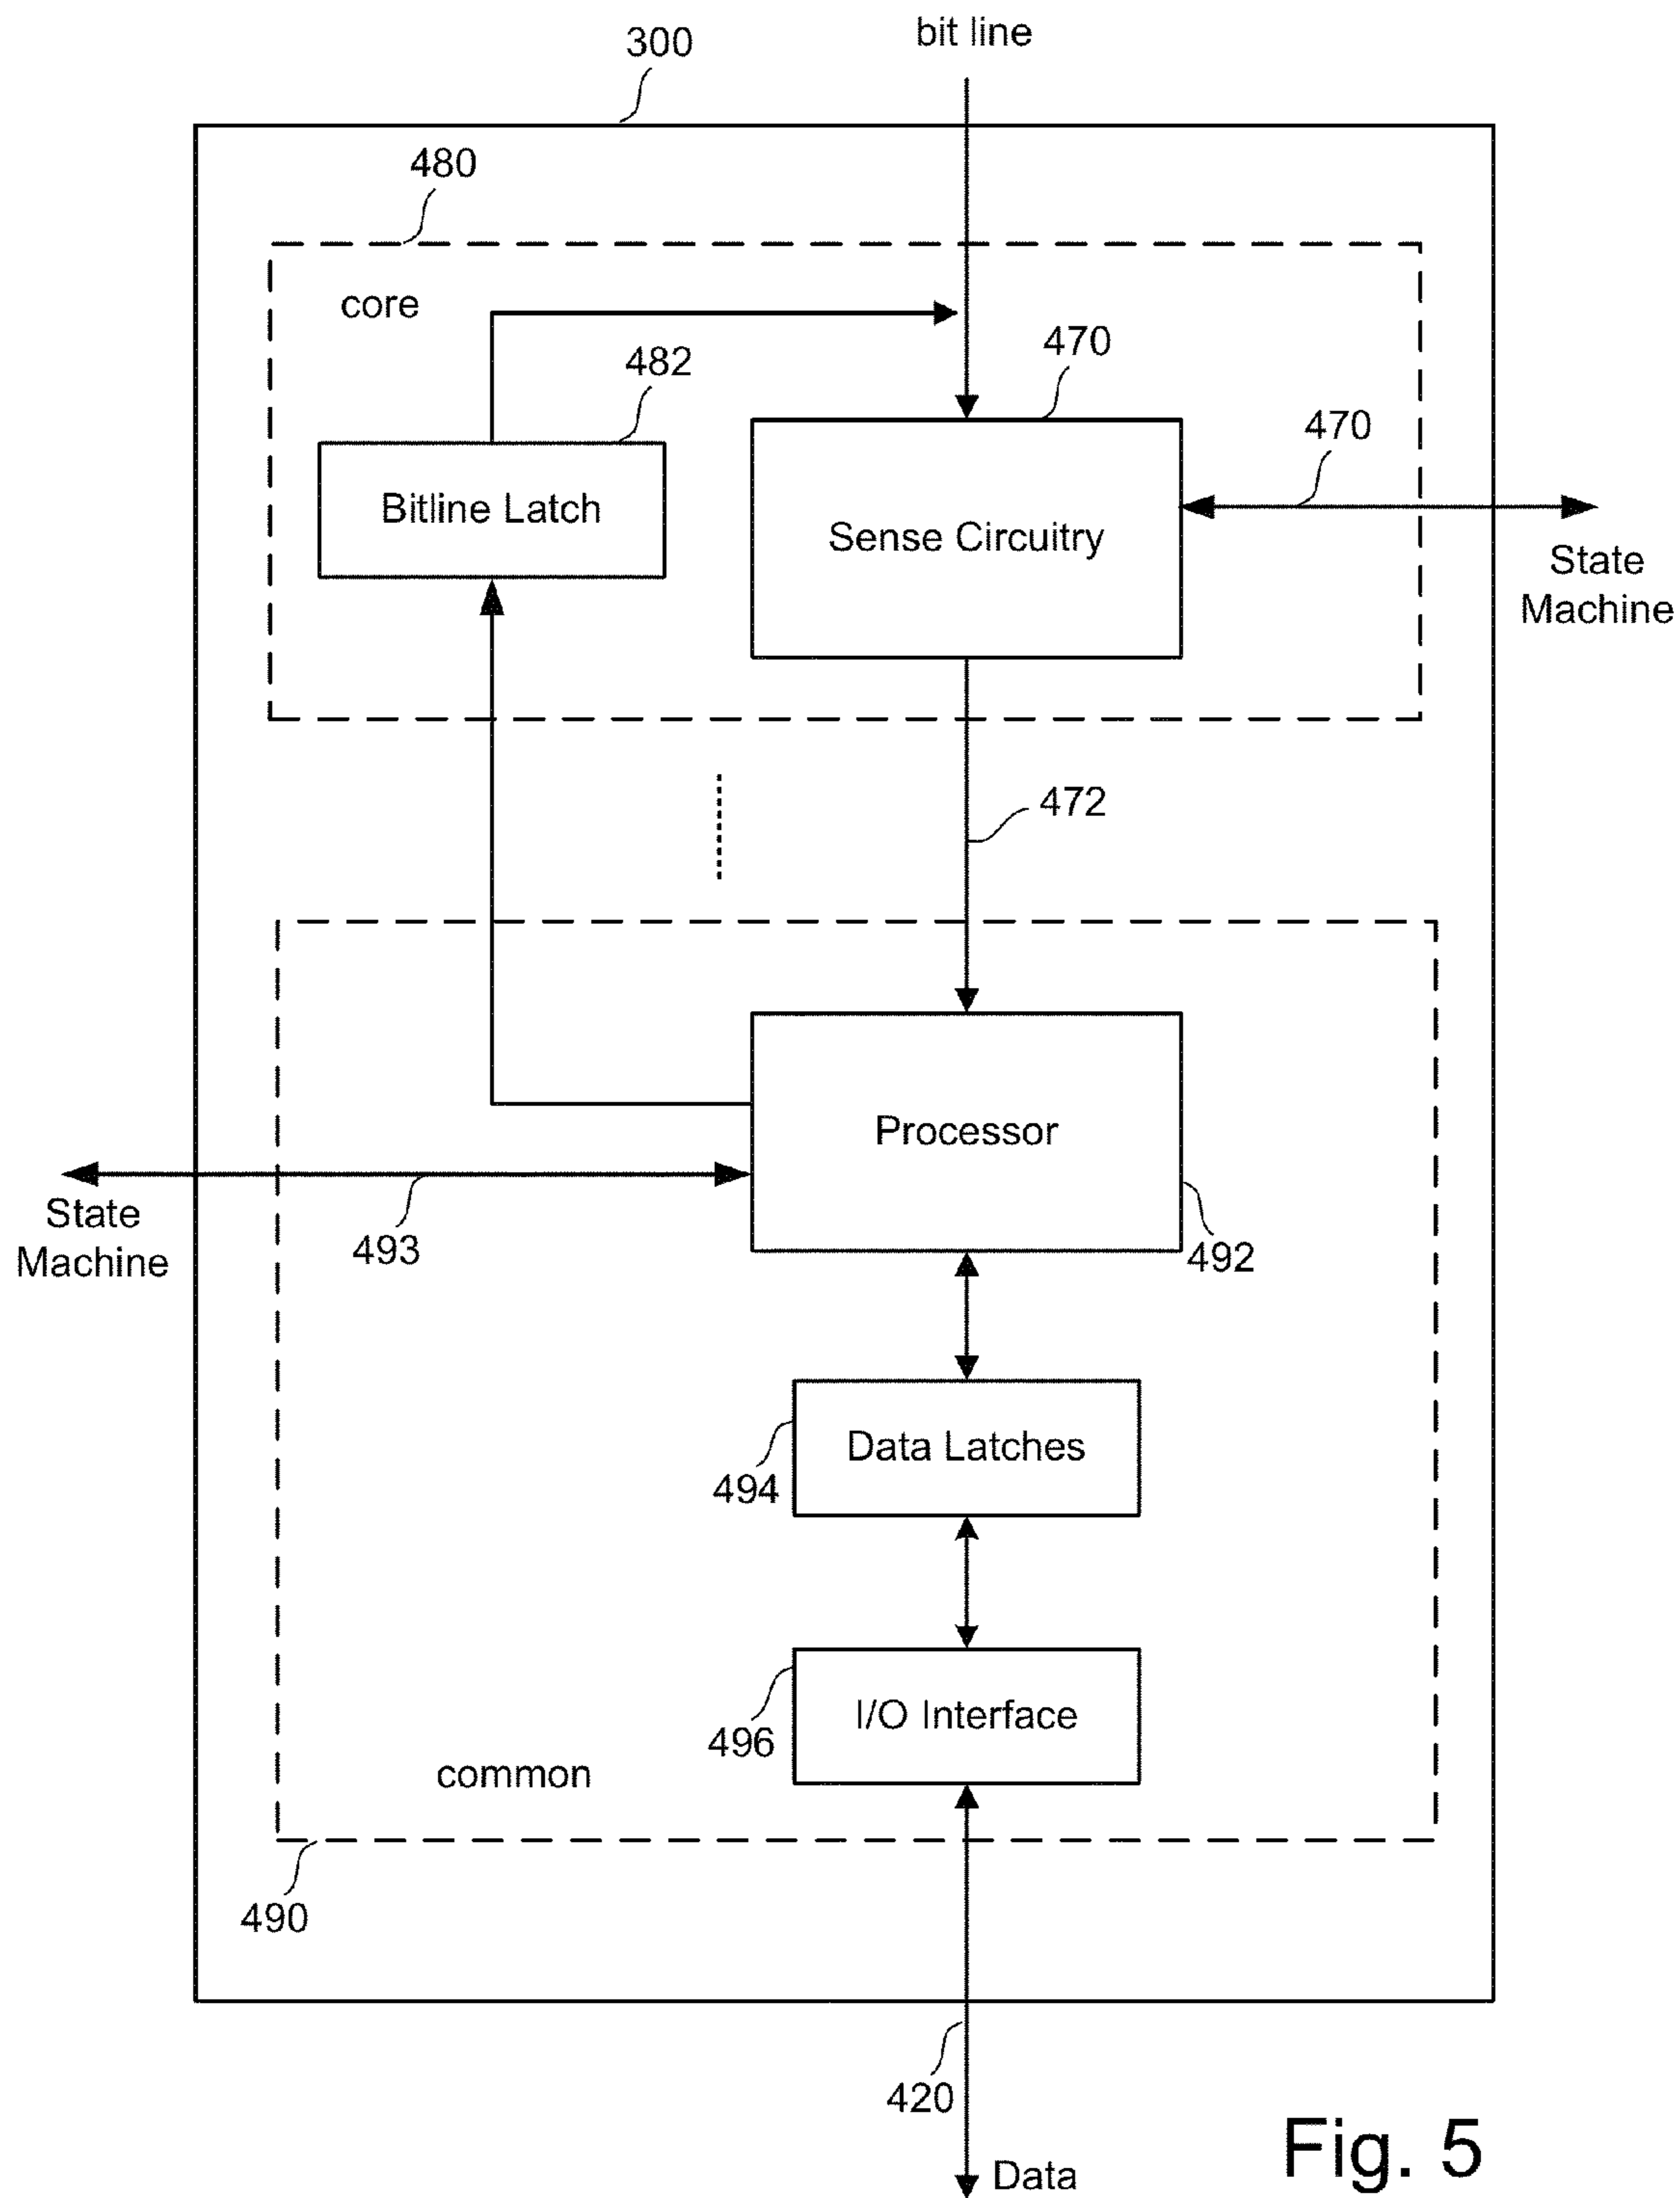 bit line
300
480
core
470
482
470
Bitline Latch
Sense Circuitry
State
Machine
472
Processor
State
Machine
493
492
Data Latches
494
I/O Interface
496
common
490
420
Data
Fig. 5